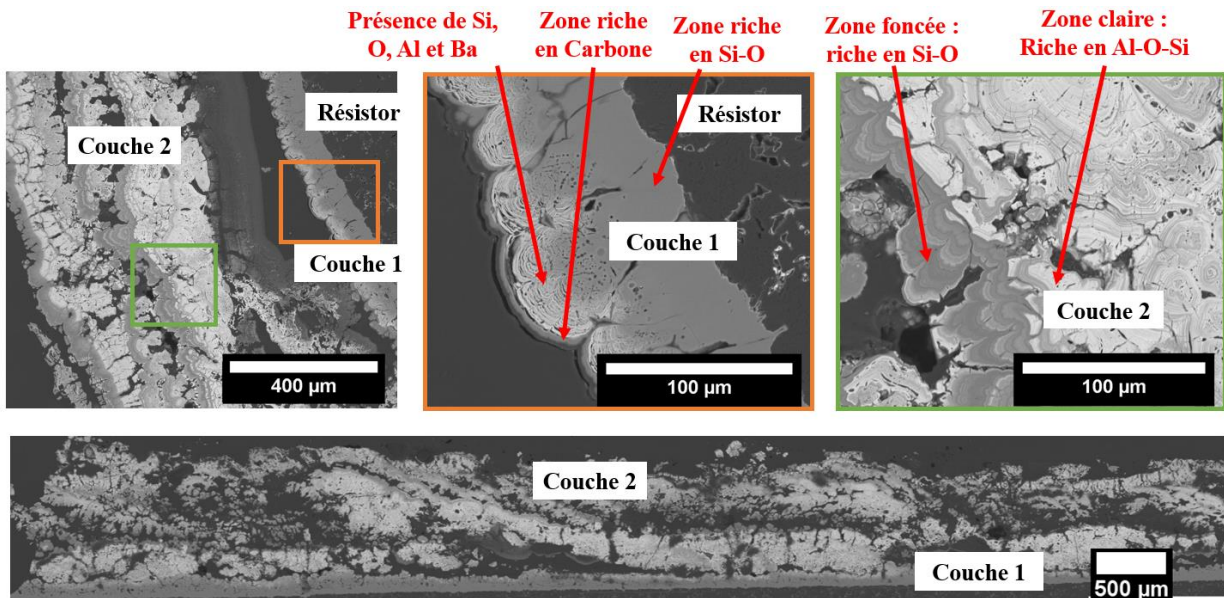 Présence de Si,
O, Al et Ba
Zone riche
en Carbone
Zone riche
en Si-O
Zone foncée :
riche en Si-O
Zone claire :
Riche en Al-O-Si
Résistor
Couche 2
Couche 1
400 µm
Résistor
Couche 1
100 µm
Couche 2
100 µm
Couche 2
Couche 1
500 µm